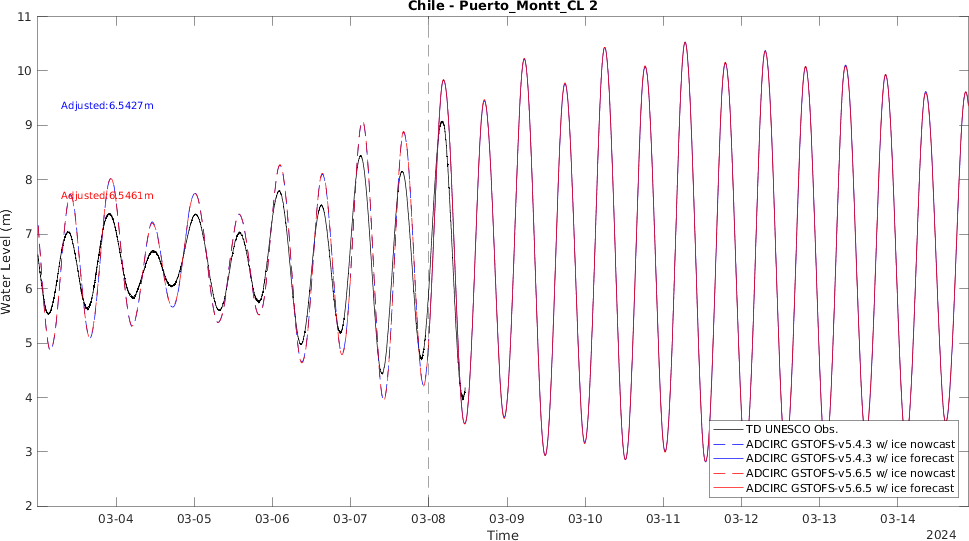 Chile - Puerto_Montt_CL 2
Water Level (m)
11
10
9
8
7
6
5
4
3
2
Adjusted:6.5427m
Adjusted:6.5461m
TD UNESCO Obs.
ADCIRC GSTOFS-v5.4.3 w/ ice nowcast
ADCIRC GSTOFS-v5.4.3 w/ ice forecast
ADCIRC GSTOFS-v5.6.5 w/ ice nowcast
ADCIRC GSTOFS-v5.6.5 w/ ice forecast
03-04 03-05 03-06 03-07 03-08 03-09 03-10 03-11 03-12 03-13 03-14
Time
2024